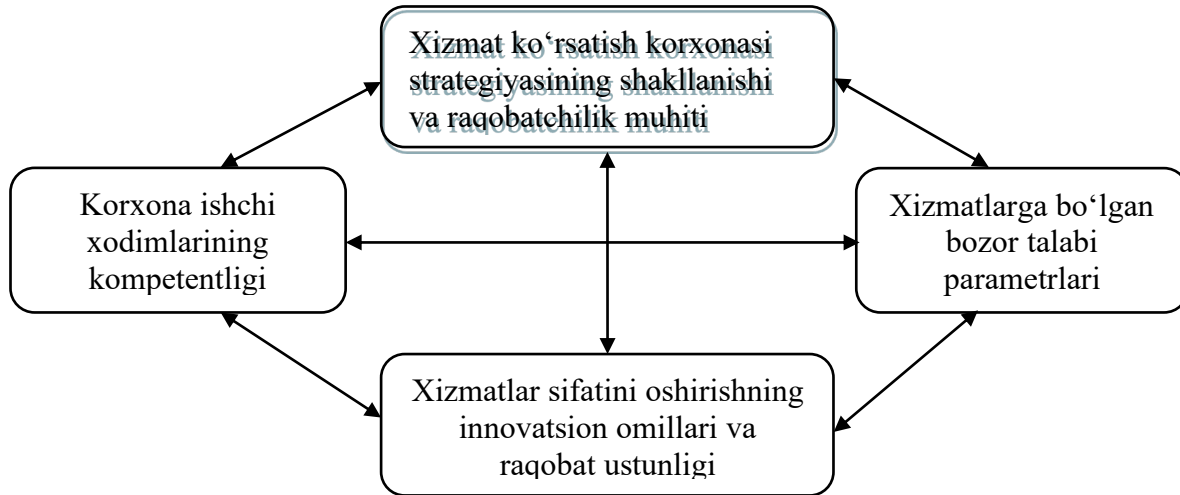 Xizmat ko‘rsatish korxonasi
strategiyasining shakllanishi
va raqobatchilik muhiti
Korxona ishchi
xodimlarining
kompetentligi
Xizmatlarga bo‘lgan
bozor talabi
parametrlari
Xizmatlar sifatini oshirishning
innovatsion omillari va
raqobat ustunligi